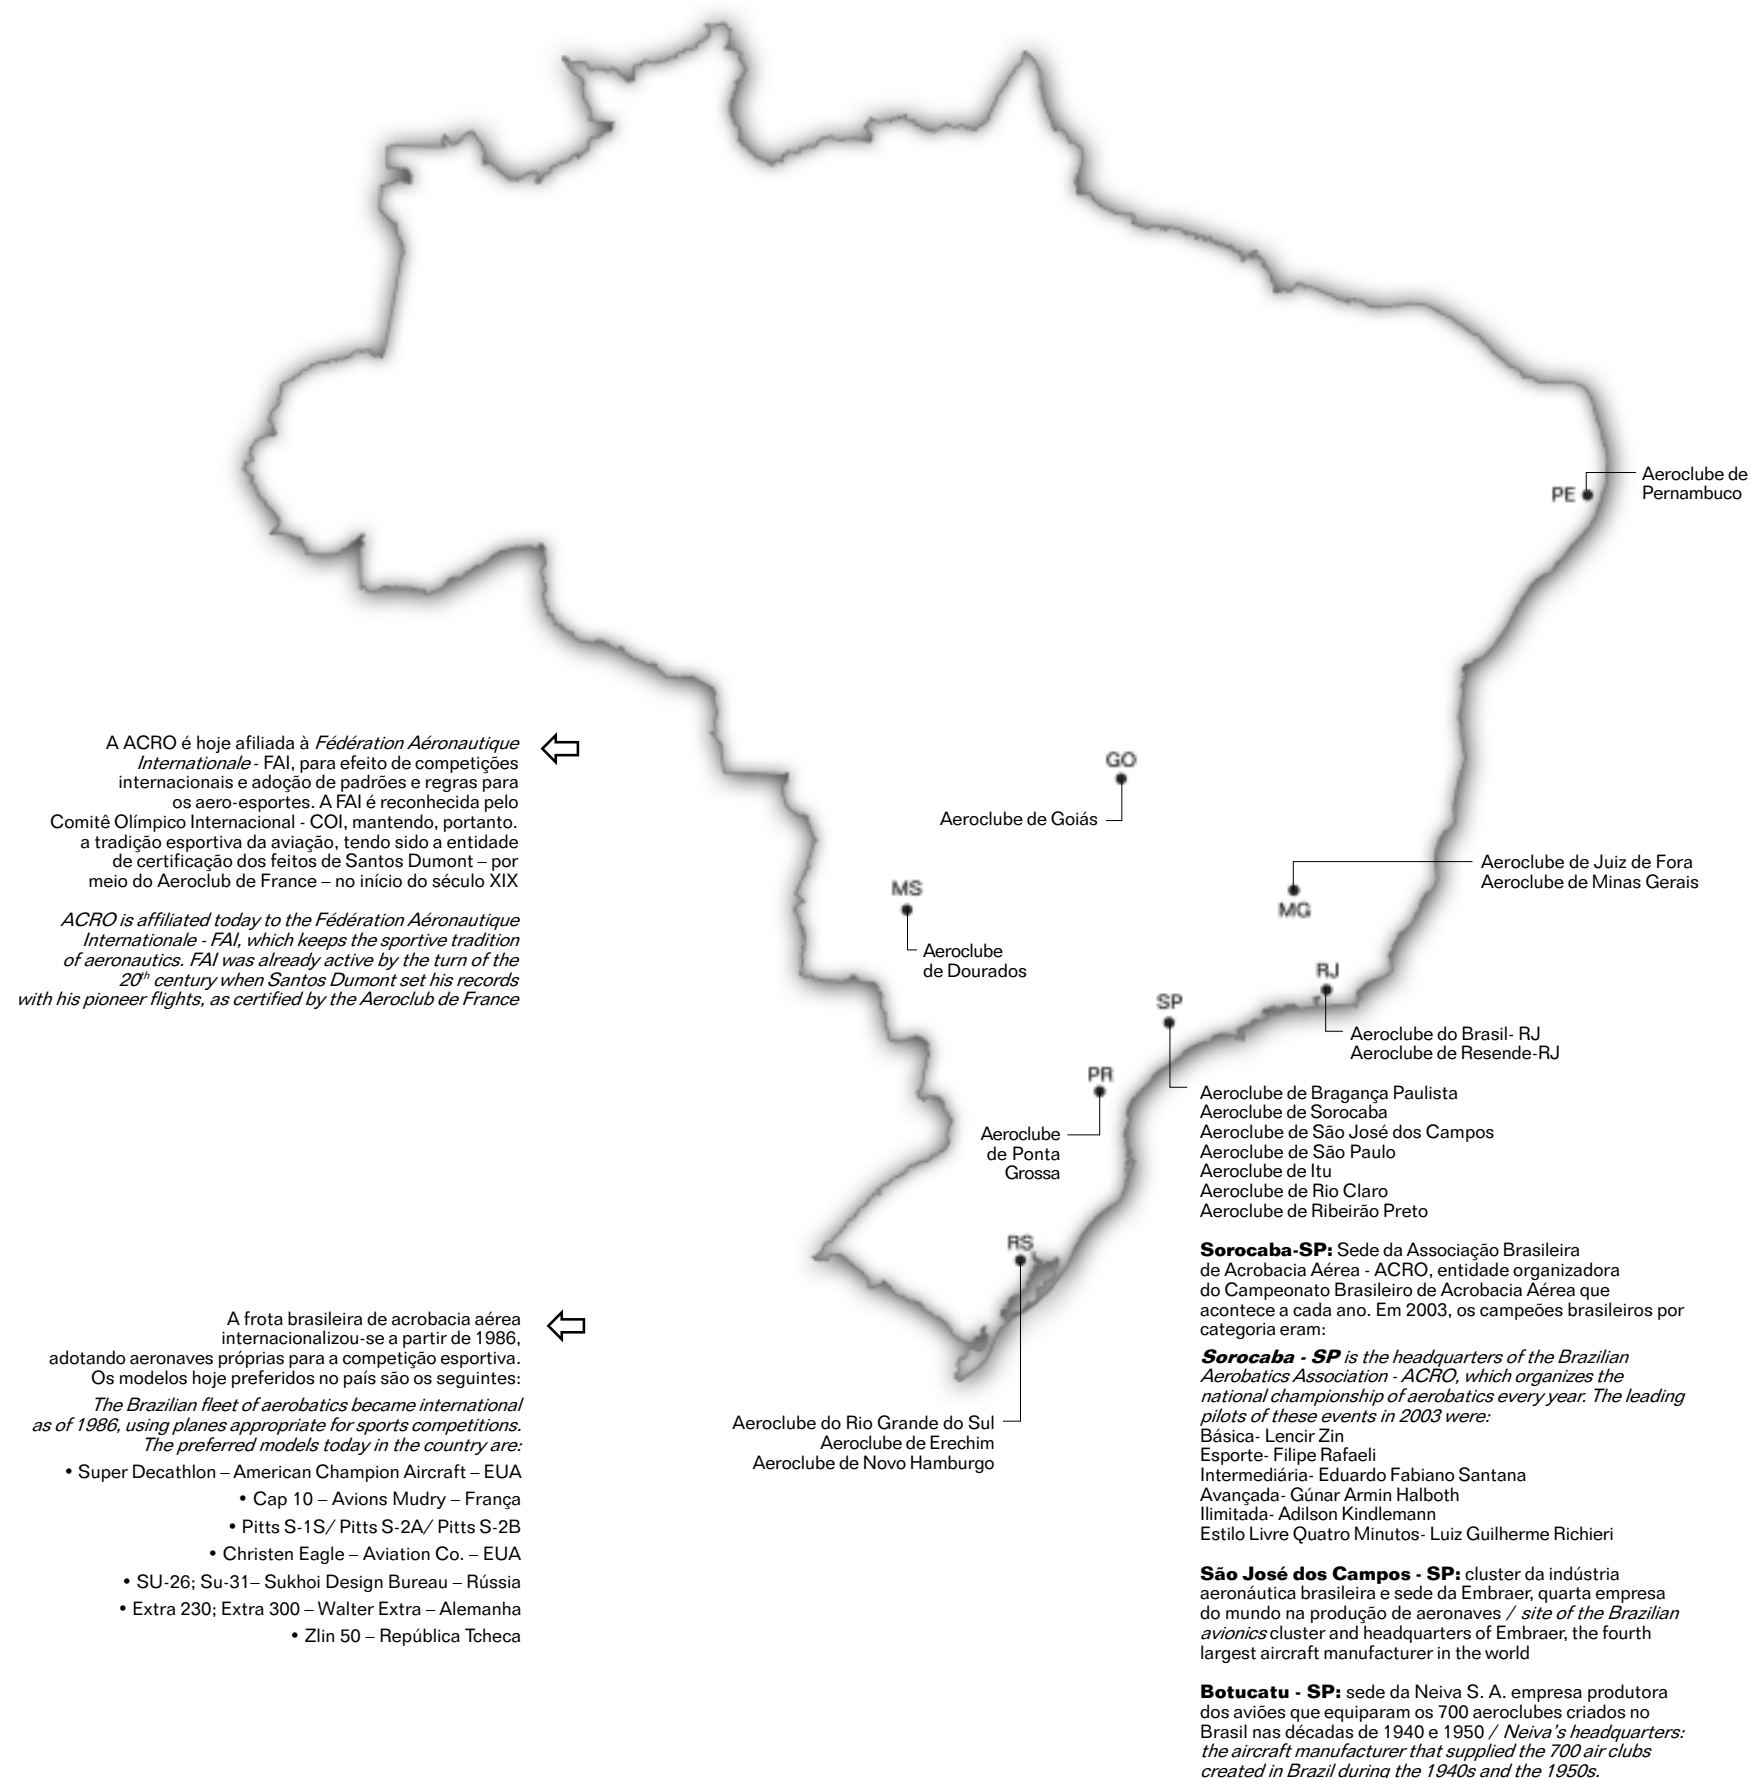 PE
Aeroclube de
Pernambuco
A ACRO é hoje afiliada à Fédération Aéronautique
Internationale - FAI, para efeito de competições
internacionais e adoção de padrões e regras para
os aero-esportes. A FAI é reconhecida pelo
Comitê Olímpico Internacional - COI, mantendo, portanto.
a tradição esportiva da aviação, tendo sido a entidade
de certificação dos feitos de Santos Dumont – por
meio do Aeroclub de France – no início do século XIX
ACRO is affiliated today to the Fédération Aéronautique
Internationale - FAI, which keeps the sportive tradition
of aeronautics. FAI was already active by the turn of the
20th century when Santos Dumont set his records
with his pioneer flights, as certified by the Aeroclub de France
GO
Aeroclube de Goiás
MS
Aeroclube
de Dourados
Aeroclube de Juiz de Fora
Aeroclube de Minas Gerais
MG
RJ
Aeroclube do Brasil- RJ
Aeroclube de Resende-RJ
SP
Aeroclube de Bragança Paulista
Aeroclube de Sorocaba
Aeroclube de São José dos Campos
Aeroclube de São Paulo
Aeroclube de Itu
Aeroclube de Rio Claro
Aeroclube de Ribeirão Preto
PR
Aeroclube
de Ponta
Grossa
RS
Aeroclube do Rio Grande do Sul
Aeroclube de Erechim
Aeroclube de Novo Hamburgo
A frota brasileira de acrobacia aérea
internacionalizou-se a partir de 1986,
adotando aeronaves próprias para a competição esportiva.
Os modelos hoje preferidos no país são os seguintes:
The Brazilian fleet of aerobatics became international
as of 1986, using planes appropriate for sports competitions.
The preferred models today in the country are:
• Super Decathlon – American Champion Aircraft – EUA
• Cap 10 – Avions Mudry – França
• Pitts S-1S/ Pitts S-2A/ Pitts S-2B
• Christen Eagle – Aviation Co. – EUA
• SU-26; Su-31– Sukhoi Design Bureau – Rússia
• Extra 230; Extra 300 – Walter Extra – Alemanha
• Zlin 50 – República Tcheca
Sorocaba-SP: Sede da Associação Brasileira
de Acrobacia Aérea - ACRO, entidade organizadora
do Campeonato Brasileiro de Acrobacia Aérea que
acontece a cada ano. Em 2003, os campeões brasileiros por
categoria eram:
Sorocaba - SP is the headquarters of the Brazilian
Aerobatics Association - ACRO, which organizes the
national championship of aerobatics every year. The leading
pilots of these events in 2003 were:
Básica- Lencir Zin
Esporte- Filipe Rafaeli
Intermediária- Eduardo Fabiano Santana
Avançada- Gúnar Armin Halboth
Ilimitada- Adilson Kindlemann
Estilo Livre Quatro Minutos- Luiz Guilherme Richieri
São José dos Campos - SP: cluster da indústria
aeronáutica brasileira e sede da Embraer, quarta empresa
do mundo na produção de aeronaves / site of the Brazilian
avionics cluster and headquarters of Embraer, the fourth
largest aircraft manufacturer in the world
Botucatu - SP: sede da Neiva S. A. empresa produtora
dos aviões que equiparam os 700 aeroclubes criados no
Brasil nas décadas de 1940 e 1950 / Neiva's headquarters:
the aircraft manufacturer that supplied the 700 air clubs
created in Brazil during the 1940s and the 1950s.